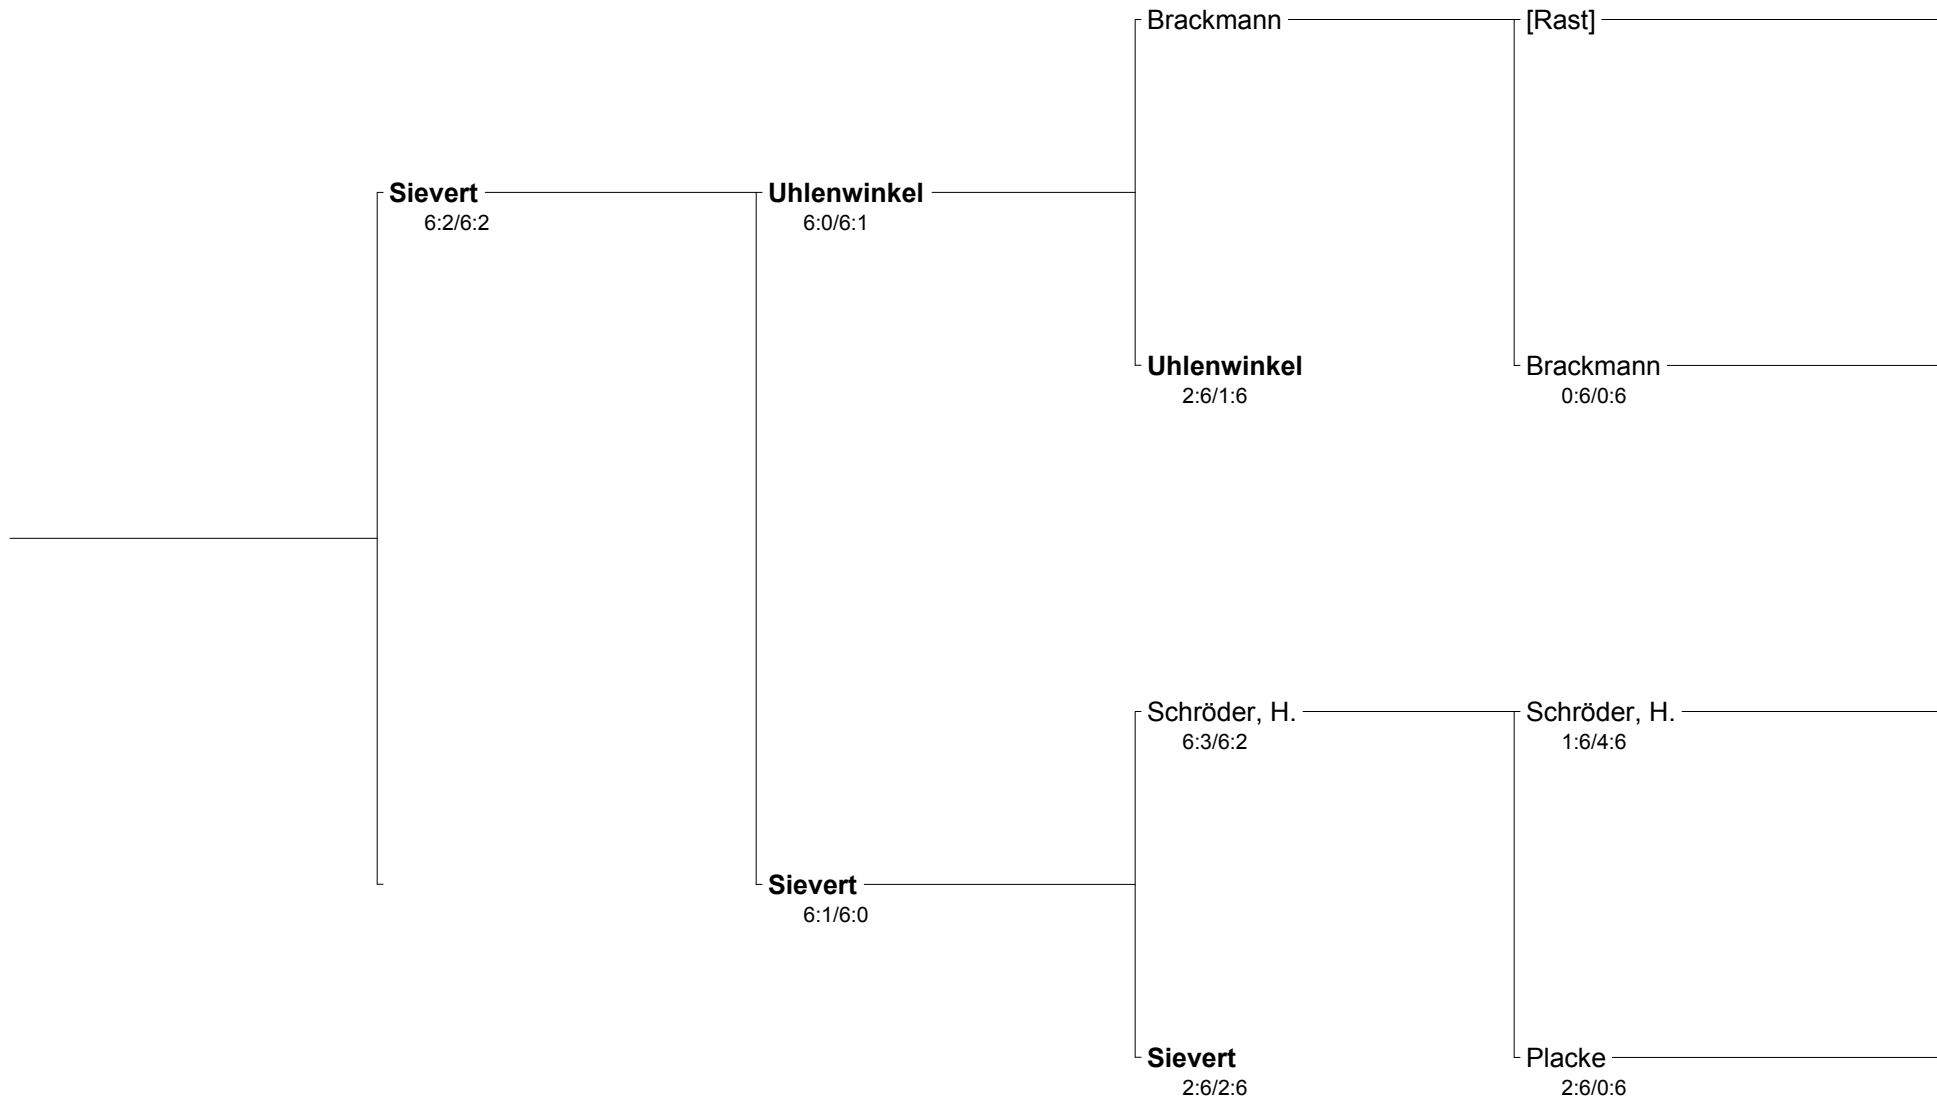 Brackmann
[Rast]
Sievert
6:2/6:2
Uhlenwinkel
6:0/6:1
Uhlenwinkel
2:6/1:6
Brackmann
0:6/0:6
Schröder, H.
6:3/6:2
Schröder, H.
1:6/4:6
Sievert
6:1/6:0
Sievert
2:6/2:6
Placke
2:6/0:6